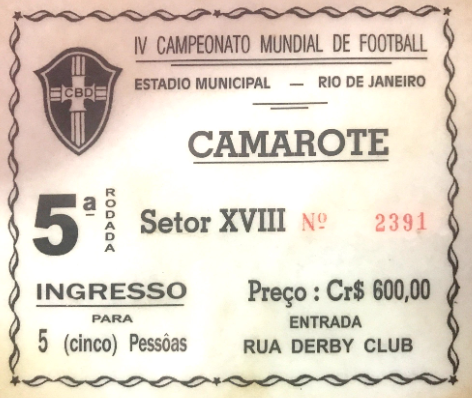 IV CAMPEONATO MUNDIAL DE FOOTBALL
CBD
ESTADIO MUNICIPAL — RIO DE JANEIRO
CAMAROTE
5ª RODADA
Setor XVIII Nº 2391
INGRESSO
PARA
5 (cinco) Pessôas
Preço : Cr$ 600,00
ENTRADA
RUA DERBY CLUB